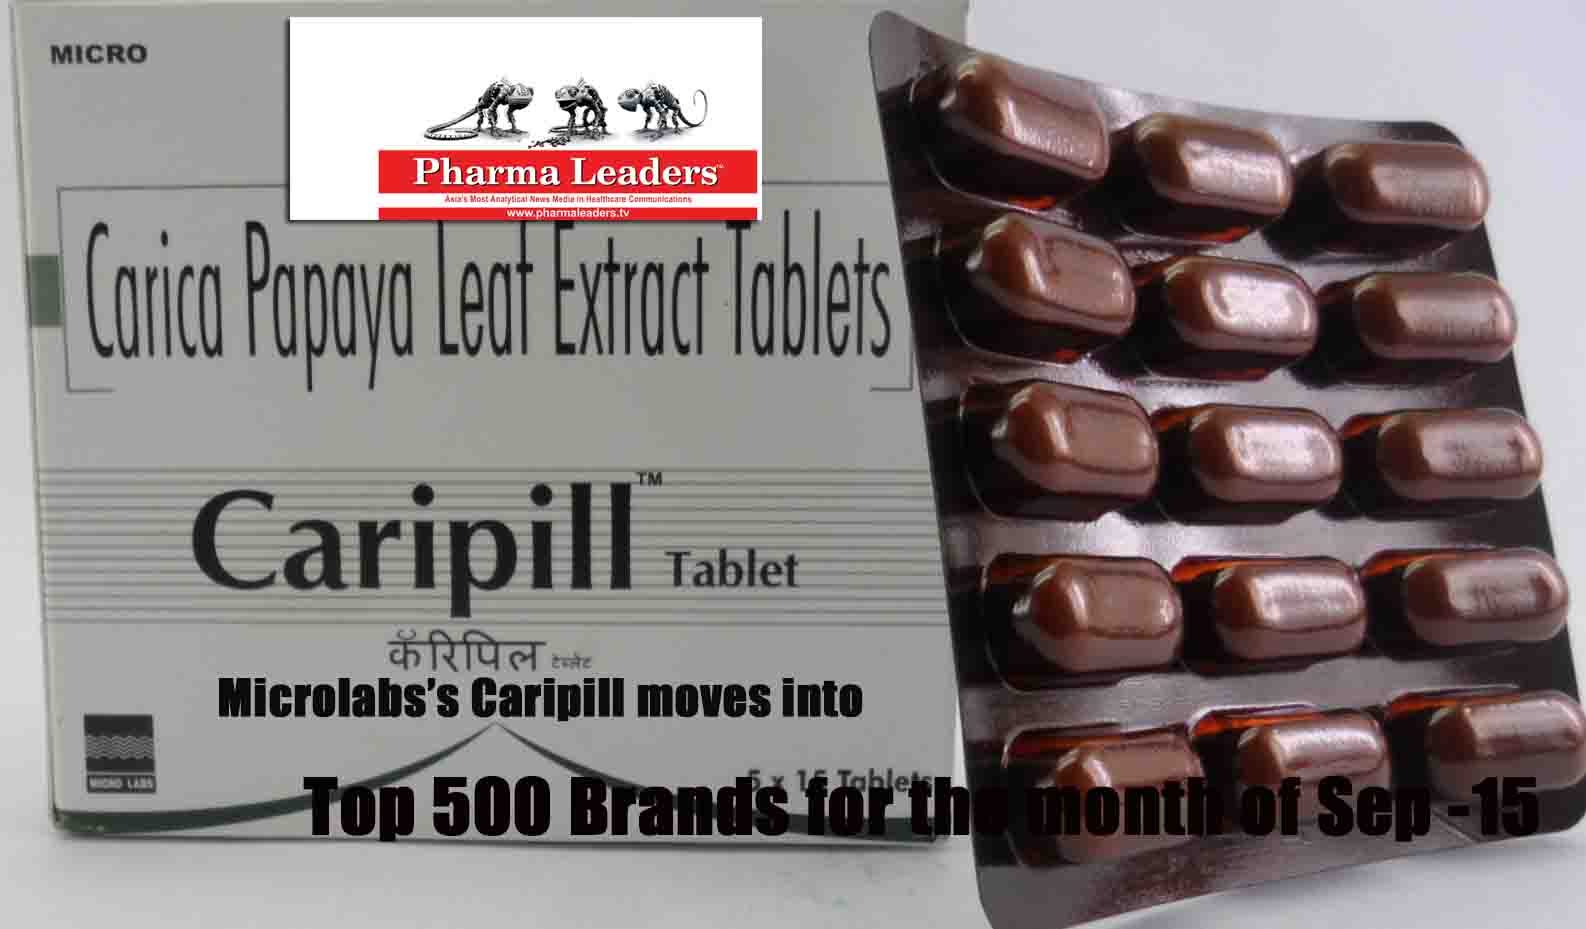 MICRO
Pharma Leaders™
Asia's Most Analytical News Media in Healthcare Communications
www.pharmaleaders.tv
Carica Papaya Leaf Extract Tablets
Caripill™ Tablet
कॅरिपिल टेब्लेट
Microlabs’s Caripill moves into
5 x 15 Tablets
Top 500 Brands for the month of Sep -15
MICRO LABS